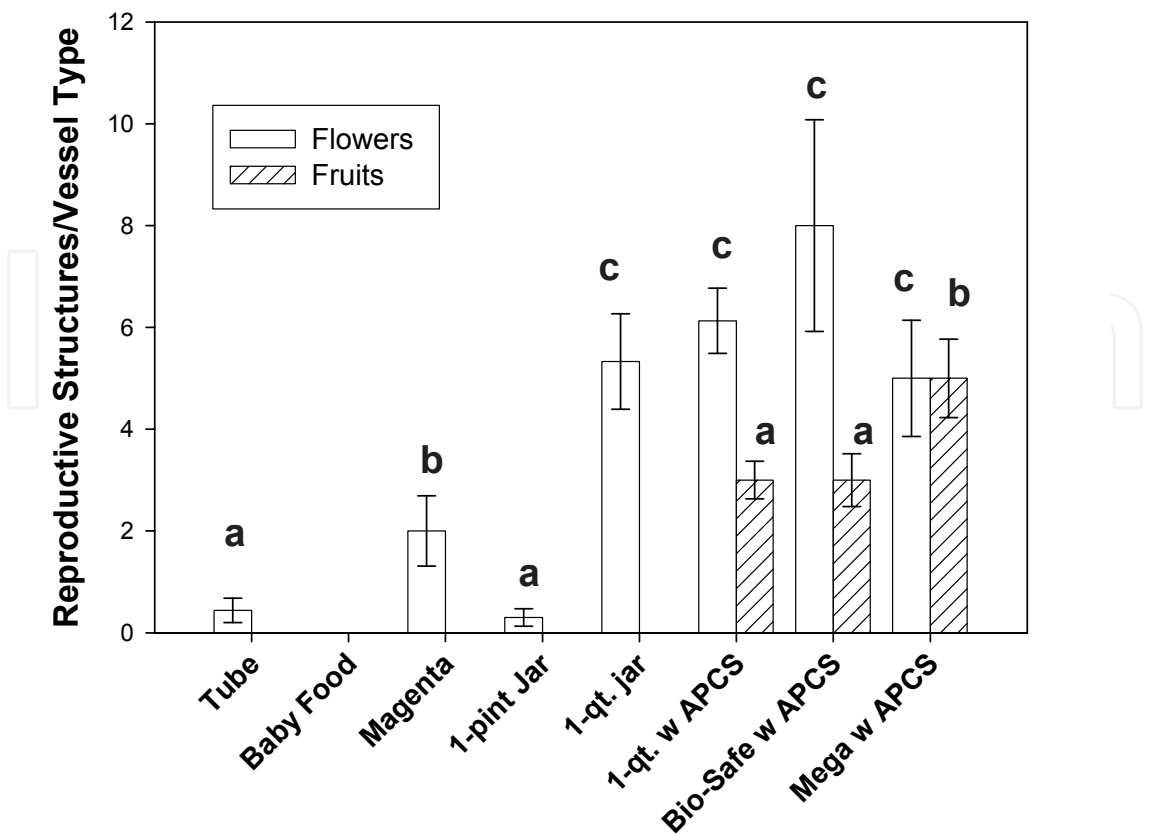 Reproductive Structures/Vessel Type
12
10
8
6
4
2
0
Flowers
Fruits
a
b
a
c
c
a
c
a
c
b
Tube
Baby Food
Magenta
1-pint Jar
1-qt. jar
1-qt. w APCS
Bio-Safe w APCS
Mega w APCS